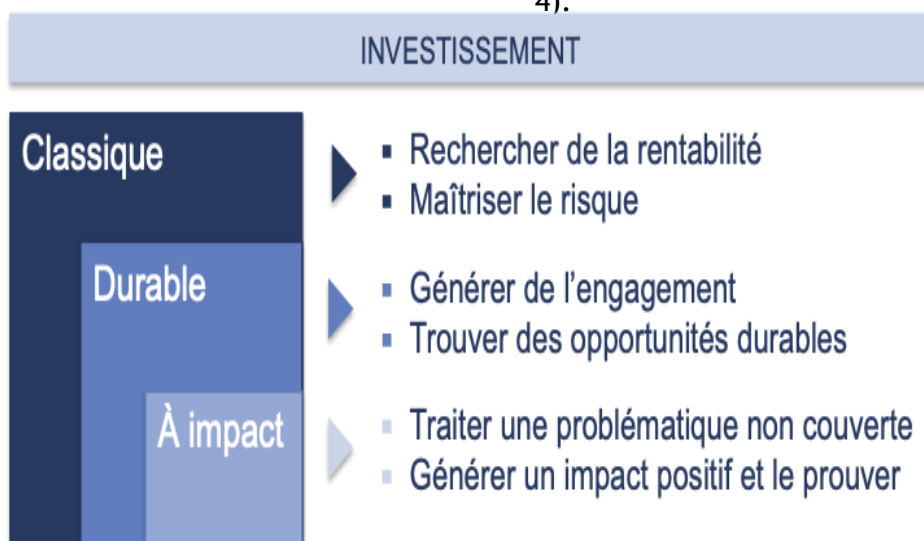 4).
INVESTISSEMENT
Classique
▪ Rechercher de la rentabilité
▪ Maîtriser le risque
Durable
▪ Générer de l’engagement
▪ Trouver des opportunités durables
À impact
▪ Traiter une problématique non couverte
▪ Générer un impact positif et le prouver